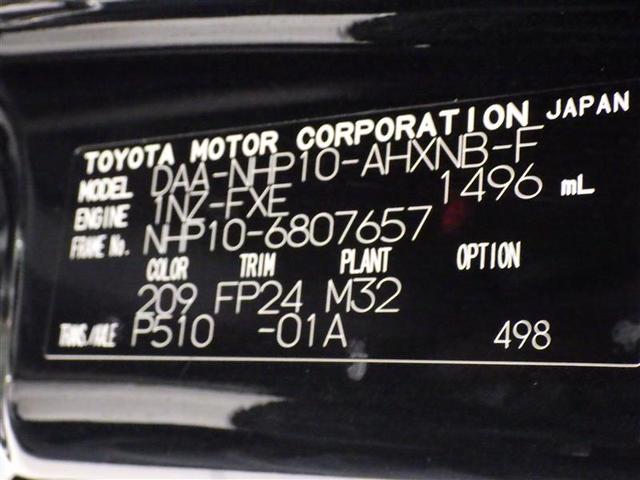 TOYOTA MOTOR CORPORATION JAPAN
MODEL DAA-NHP10-AHXNB-F
ENGINE 1NZ-FXE 1496 mL
FRAME No. NHP10-6807657
COLOR TRIM PLANT OPTION
209 FP24 M32
TRANS/AXLE P510 -01A 498